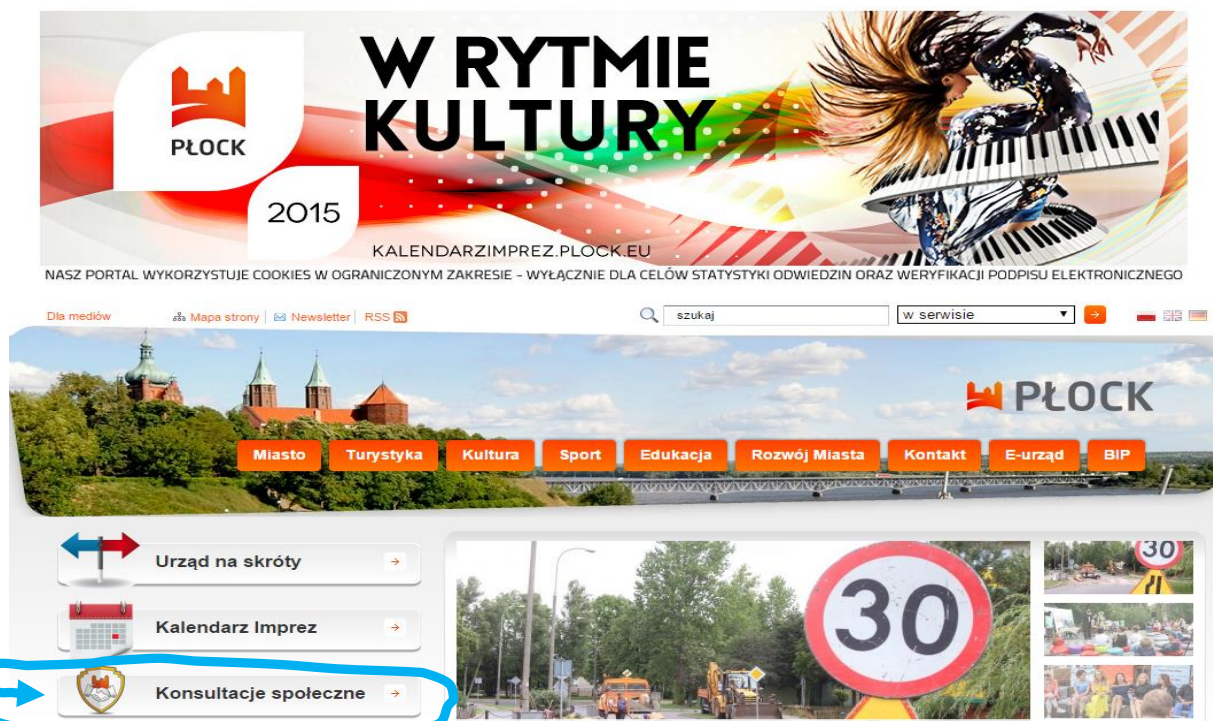 W RYTMIE
KULTURY
PŁOCK
2015
KALENDARZIMPREZ.PLOCK.EU
NASZ PORTAL WYKORZYSTUJE COOKIES W OGRANICZONYM ZAKRESIE - WYŁĄCZNIE DLA CELÓW STATYSTYKI ODWIEDZIN ORAZ WERYFIKACJI PODPISU ELEKTRONICZNEGO
Dla mediów Mapa strony | Newsletter | RSS szukaj w serwisie
PŁOCK
Miasto Turystyka Kultura Sport Edukacja Rozwój Miasta Kontakt E-urząd BIP
Urząd na skróty
30
30
Kalendarz Imprez
Konsultacje społeczne